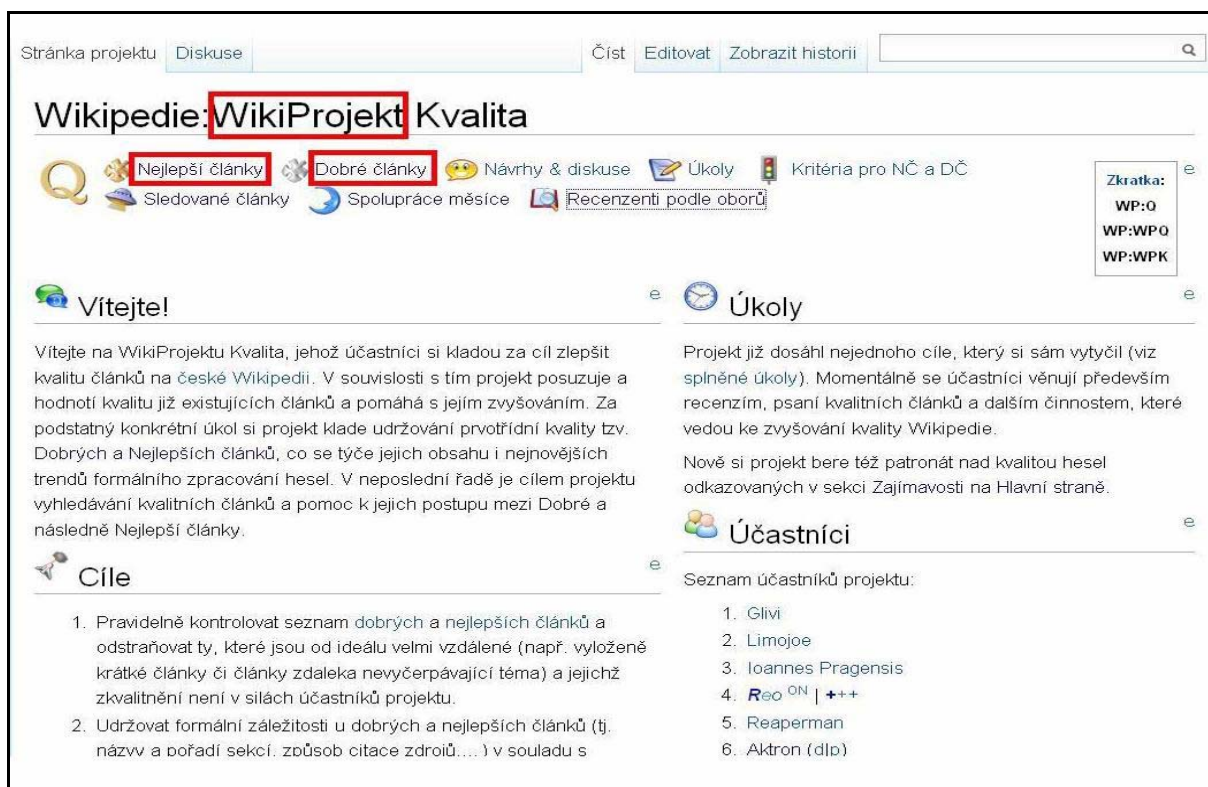 Stránka projektu Diskuse Číst Editovat Zobrazit historii
Wikipedie:WikiProjekt Kvalita
Q Nejlepší články Dobré články Návrhy & diskuse Úkoly Kritéria pro NČ a DČ
Sledované články Spolupráce měsíce Recenzenti podle oborů
e
Zkratka:
WP:Q
WP:WPQ
WP:WPK
Vítejte! e
Vítejte na WikiProjektu Kvalita, jehož účastníci si kladou za cíl zlepšit
kvalitu článků na české Wikipedii. V souvislosti s tím projekt posuzuje a
hodnotí kvalitu již existujících článků a pomáhá s jejím zvyšováním. Za
podstatný konkrétní úkol si projekt klade udržování prvotřídní kvality tzv.
Dobrých a Nejlepších článků, co se týče jejich obsahu i nejnovějších
trendů formálního zpracování hesel. V neposlední řadě je cílem projektu
vyhledávání kvalitních článků a pomoc k jejich postupu mezi Dobré a
následně Nejlepší články.
Cíle e
1. Pravidelně kontrolovat seznam dobrých a nejlepších článků a
odstraňovat ty, které jsou od ideálu velmi vzdálené (např. vyloženě
krátké články či články zdaleka nevyčerpávající téma) a jejichž
zkvalitnění není v silách účastníků projektu.
2. Udržovat formální záležitosti u dobrých a nejlepších článků (tj.
názvy a pořadí sekcí, způsob citace zdrojů,...) v souladu s
Úkoly e
Projekt již dosáhl nejednoho cíle, který si sám vytyčil (viz
splněné úkoly). Momentálně se účastníci věnují především
recenzím, psaní kvalitních článků a dalším činnostem, které
vedou ke zvyšování kvality Wikipedie.
Nově si projekt bere též patronát nad kvalitou hesel
odkazovaných v sekci Zajímavosti na Hlavní straně.
Účastníci e
Seznam účastníků projektu:
1. Glivi
2. Limojoe
3. Ioannes Pragensis
4. Reo ON | +++
5. Reaperman
6. Aktron (d|p)